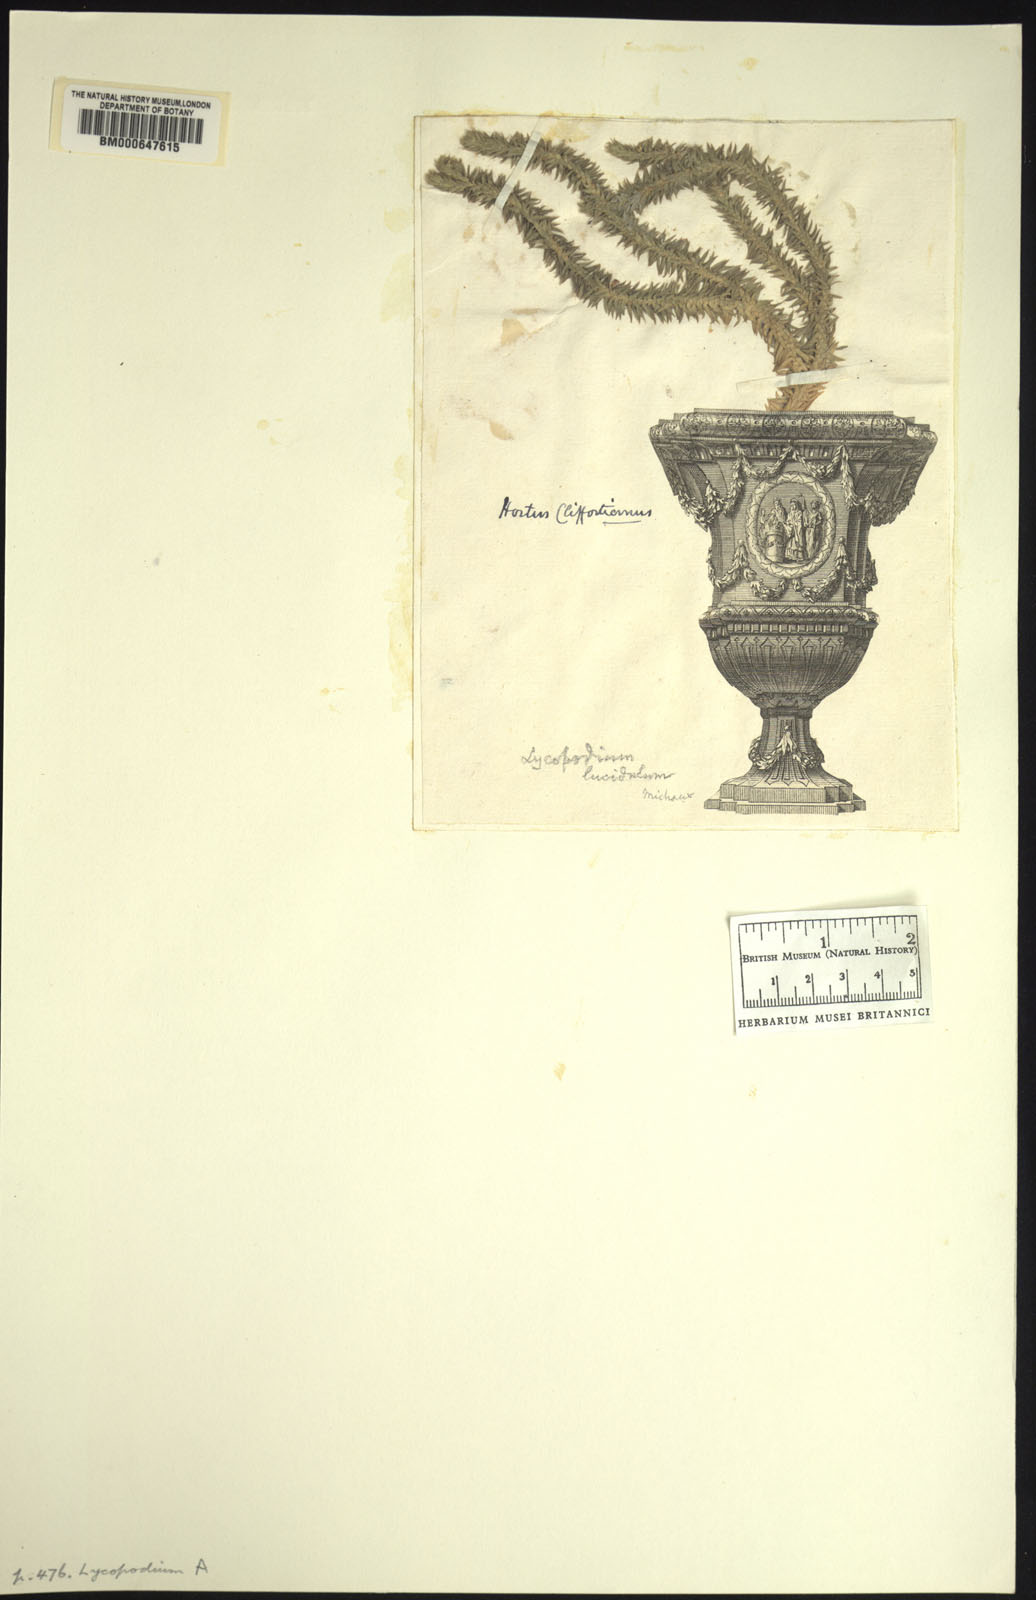 THE NATURAL HISTORY MUSEUM, LONDON
DEPARTMENT OF BOTANY
BM000647615
Hortus Cliffortianus
Lycopodium
lucidulum
Michaux
1 2
BRITISH MUSEUM (NATURAL HISTORY)
1 2 3 4 5
HERBARIUM MUSEI BRITANNICI
p. 476. Lycopodium A